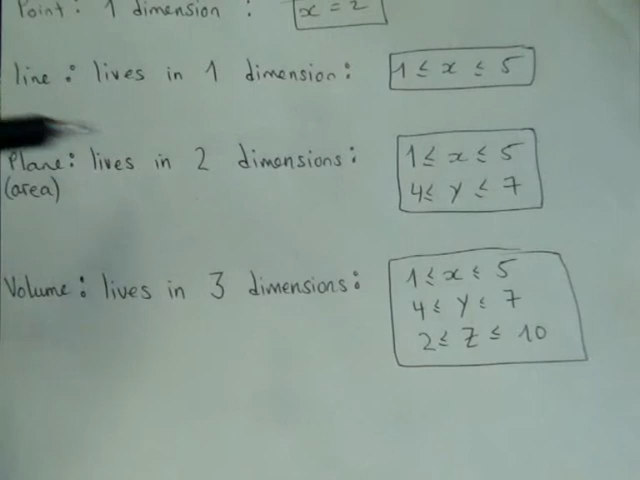 Point: 1 dimension : x = 2
line : lives in 1 dimension: 1 ≤ x ≤ 5
Plane: lives in 2 dimensions: 1 ≤ x ≤ 5
(area) 4 ≤ y ≤ 7
Volume: lives in 3 dimensions: 1 ≤ x ≤ 5
4 ≤ y ≤ 7
2 ≤ z ≤ 10